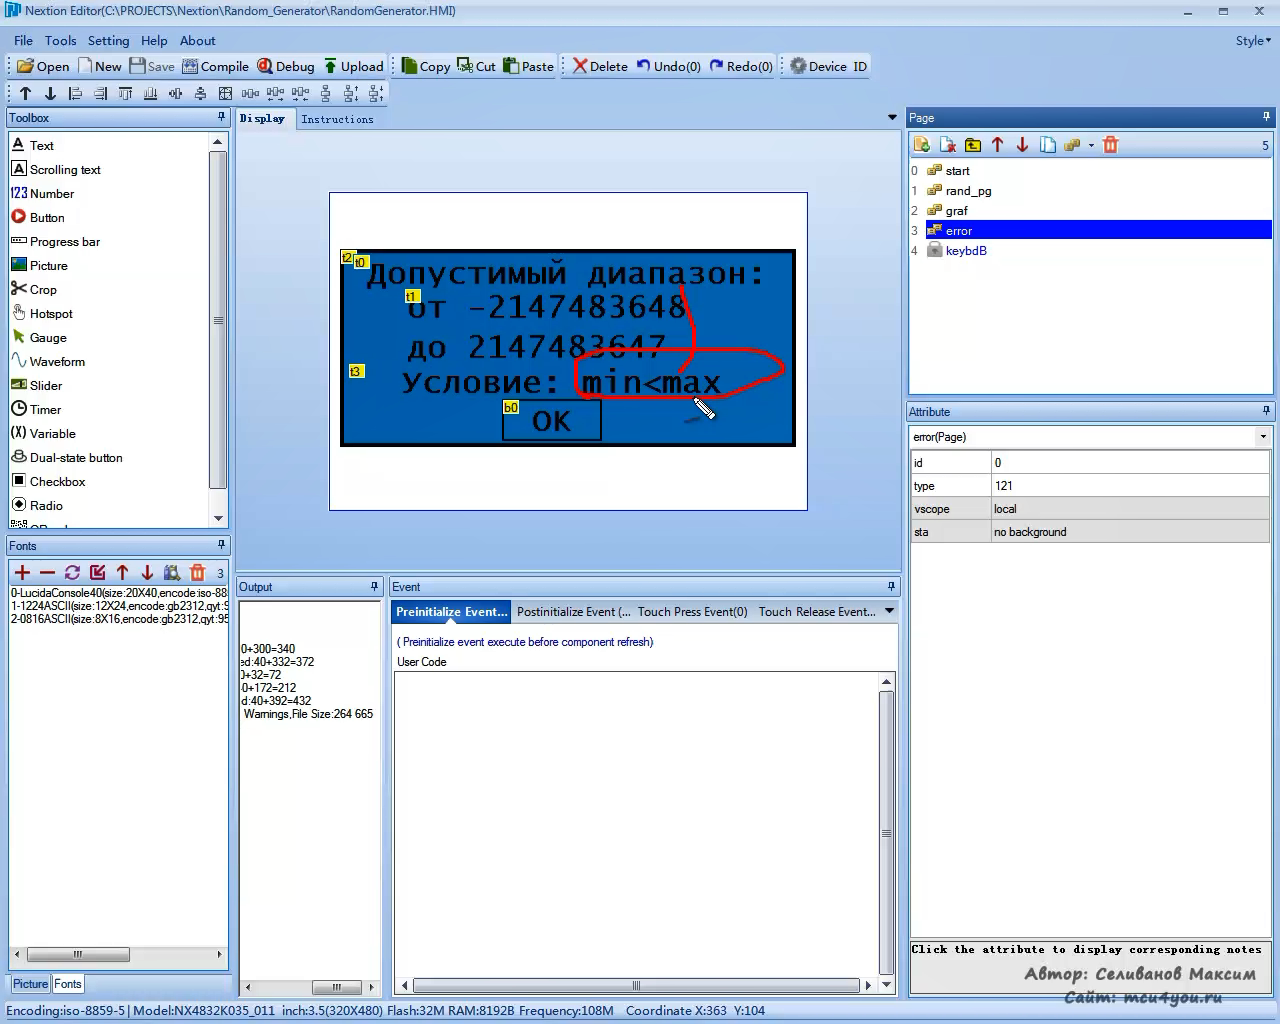 Nextion Editor(C:\PROJECTS\Nextion\Random_Generator\RandomGenerator.HMI)
File Tools Setting Help About
Style
Open New Save Compile Debug Upload Copy Cut Paste Delete Undo(0) Redo(0) Device ID
Toolbox
Text
Scrolling text
123 Number
Button
Progress bar
Picture
Crop
Hotspot
Gauge
Waveform
Slider
Timer
(X) Variable
Dual-state button
Checkbox
Radio
Display Instructions
t2 t0 Допустимый диапазон:
t1
от -2147483648
до 2147483647
t3
Условие: min<max
b0
OK
Page
5
0 start
1 rand_pg
2 graf
3 error
4 keybdB
Attribute
error(Page)
id 0
type 121
vscope local
sta no background
Click the attribute to display corresponding notes
Fonts
3
0-LucidaConsole40(size:20X40,encode:iso-88
1-1224ASCII(size:12X24,encode:gb2312,qyt:9
2-0816ASCII(size:8X16,encode:gb2312,qyt:95
Picture Fonts
Output
0+300=340
ed:40+332=372
0+32=72
0+172=212
d:40+392=432
Warnings,File Size:264 665
Event
Preinitialize Event... Postinitialize Event (... Touch Press Event(0) Touch Release Event...
( Preinitialize event execute before component refresh)
User Code
Автор: Селиванов Максим
Сайт: mcu4you.ru
Encoding:iso-8859-5 Model:NX4832K035_011 inch:3.5(320X480) Flash:32M RAM:8192B Frequency:108M Coordinate X:363 Y:104